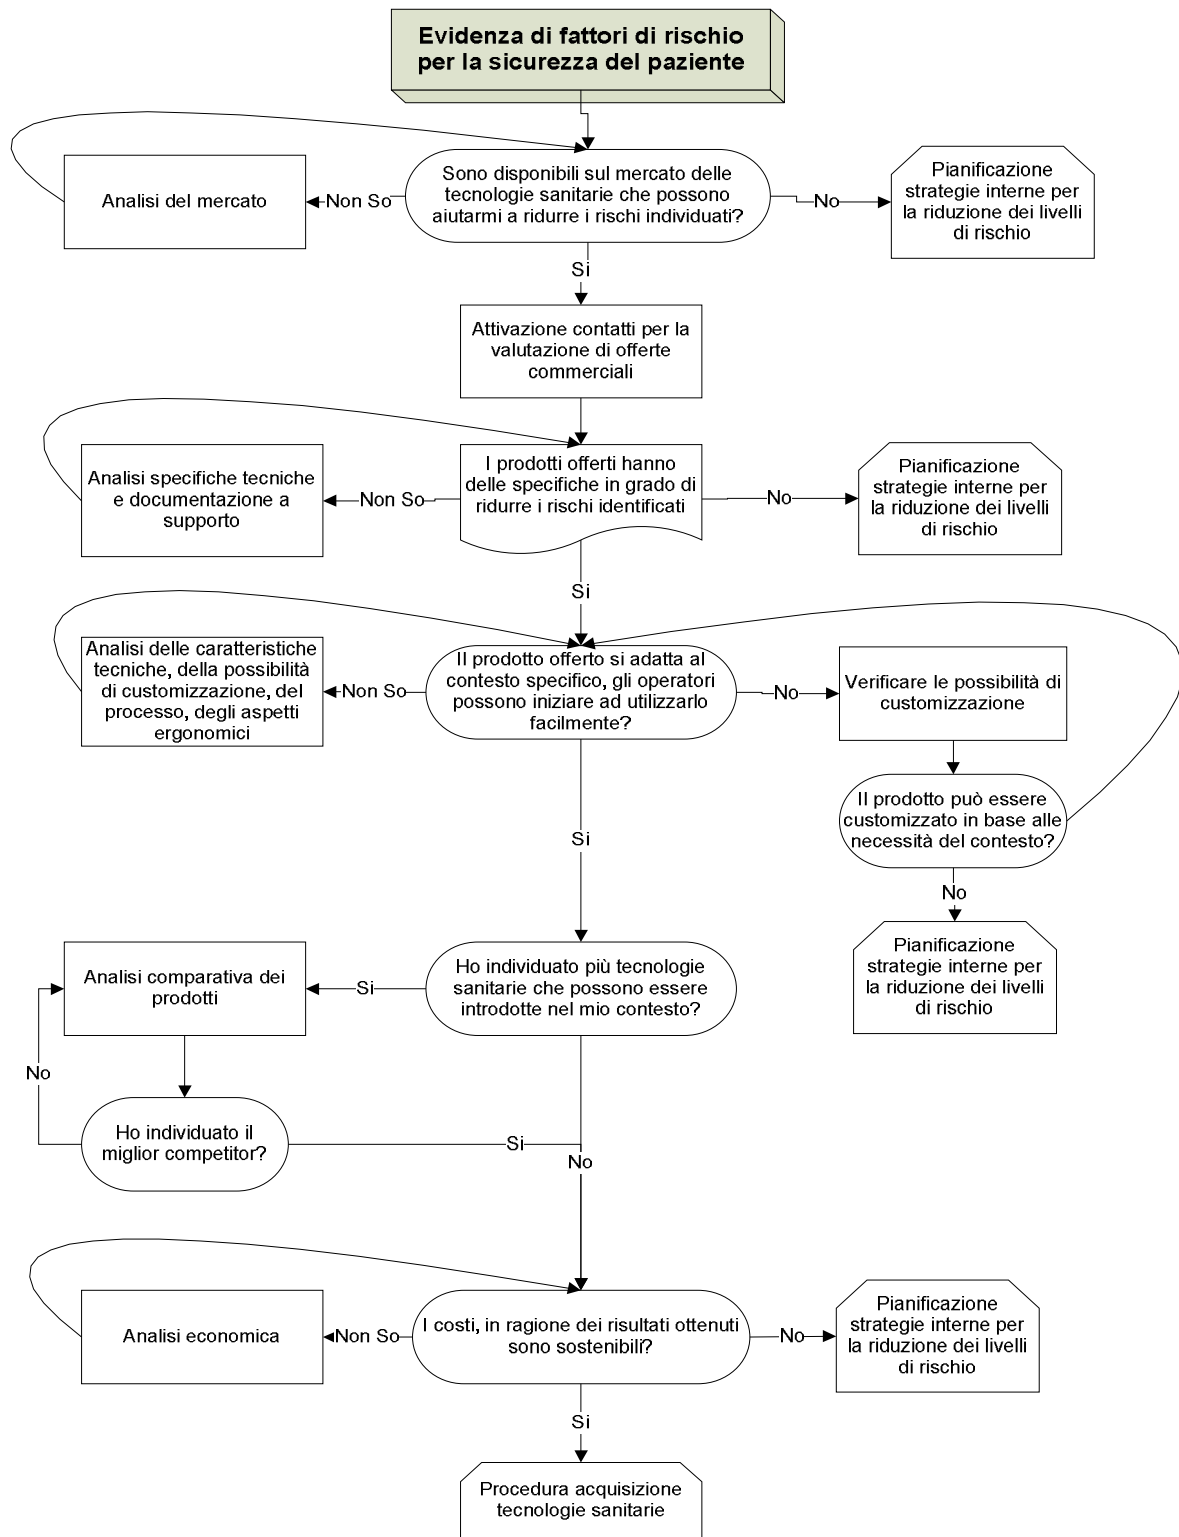 Evidenza di fattori di rischio
per la sicurezza del paziente
Sono disponibili sul mercato delle
tecnologie sanitarie che possono
aiutarmi a ridurre i rischi individuati?
Non So
Analisi del mercato
No
Pianificazione
strategie interne per
la riduzione dei livelli
di rischio
Si
Attivazione contatti per la
valutazione di offerte
commerciali
I prodotti offerti hanno
delle specifiche in grado di
ridurre i rischi identificati
Non So
Analisi specifiche tecniche
e documentazione a
supporto
No
Pianificazione
strategie interne per
la riduzione dei livelli
di rischio
Si
Il prodotto offerto si adatta al
contesto specifico, gli operatori
possono iniziare ad utilizzarlo
facilmente?
Non So
Analisi delle caratteristiche
tecniche, della possibilità
di customizzazione, del
processo, degli aspetti
ergonomici
No
Verificare le possibilità di
customizzazione
Il prodotto può essere
customizzato in base alle
necessità del contesto?
No
Pianificazione
strategie interne per
la riduzione dei livelli
di rischio
Si
Ho individuato più tecnologie
sanitarie che possono essere
introdotte nel mio contesto?
Si
Analisi comparativa dei
prodotti
No
Ho individuato il
miglior competitor?
Si
No
I costi, in ragione dei risultati ottenuti
sono sostenibili?
Non So
Analisi economica
No
Pianificazione
strategie interne per
la riduzione dei livelli
di rischio
Si
Procedura acquisizione
tecnologie sanitarie